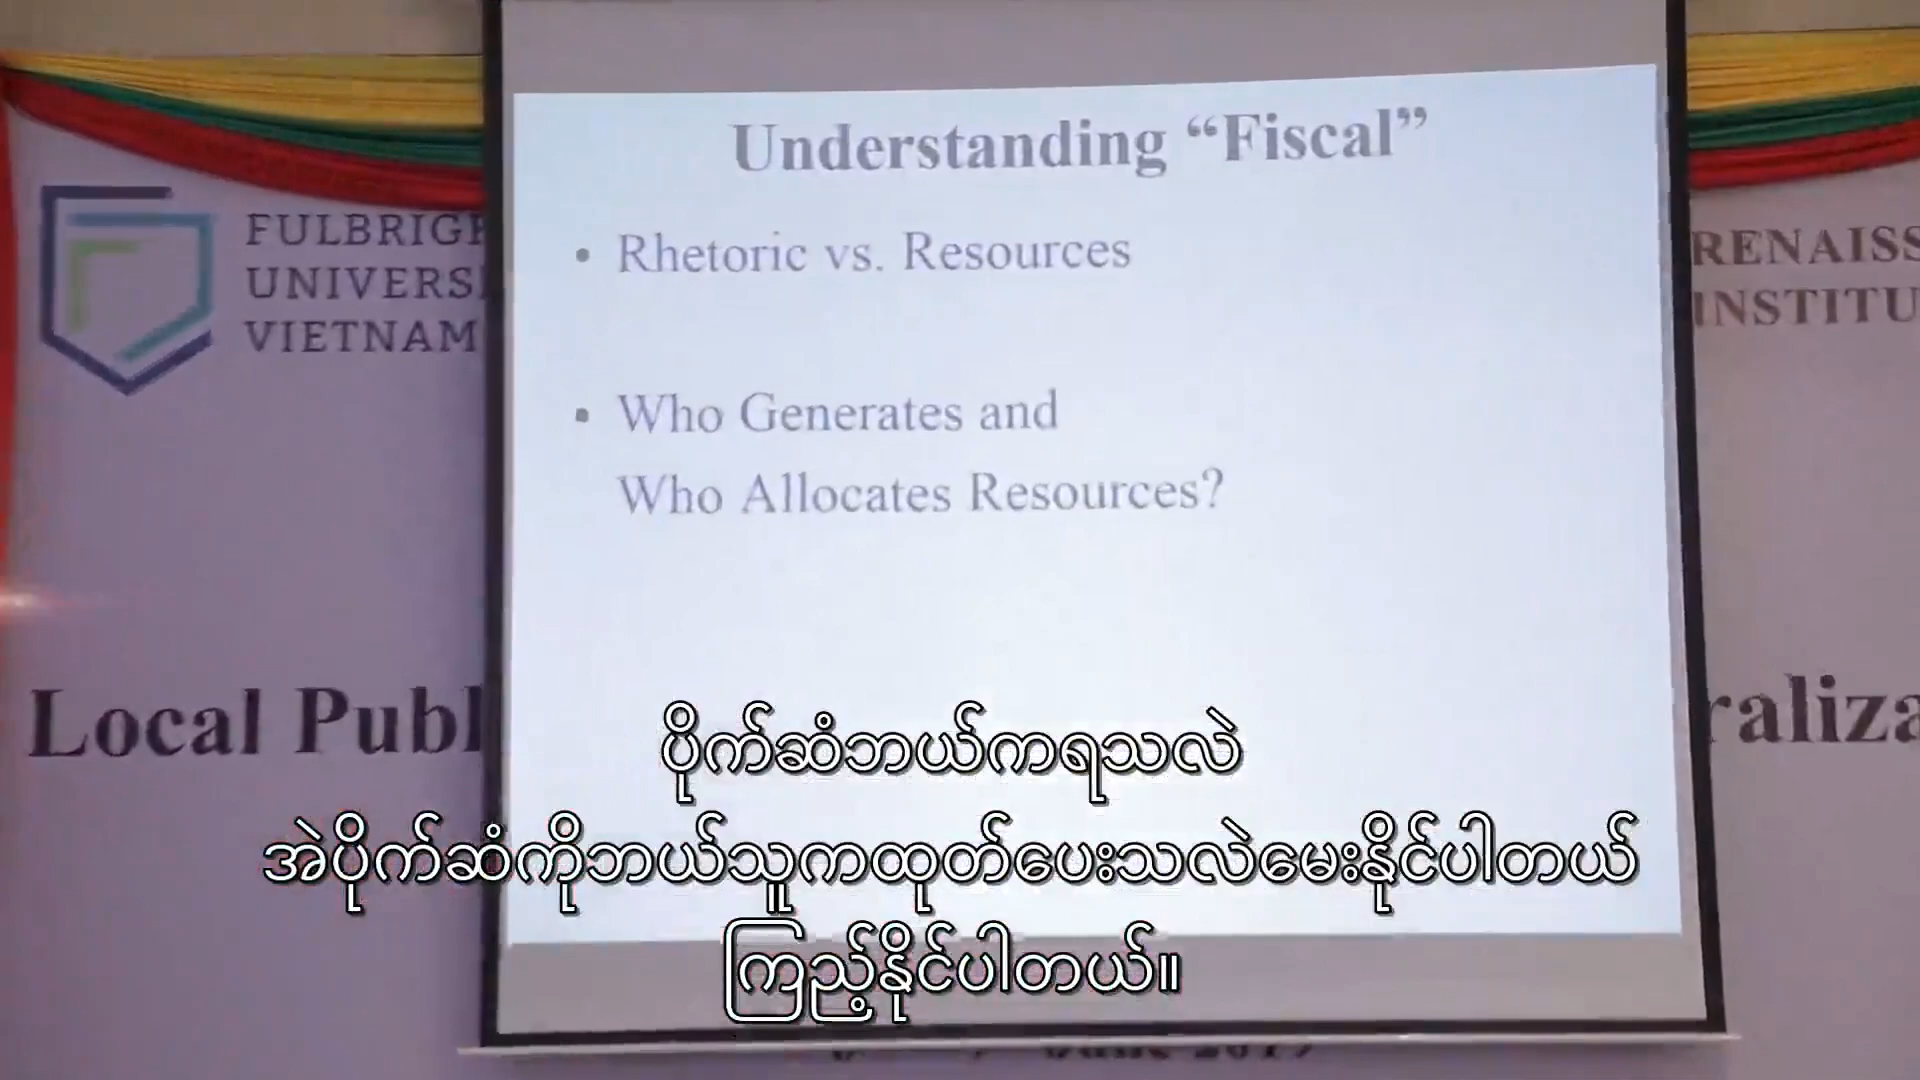 Understanding “Fiscal”
• Rhetoric vs. Resources
• Who Generates and
Who Allocates Resources?
FULBRIGH
UNIVERS
VIETNAM
RENAISS
INSTITU
Local Publ
raliza
ပိုက်ဆံဘယ်ကရသလဲ
အဲပိုက်ဆံကိုဘယ်သူကထုတ်ပေးသလဲမေးနိုင်ပါတယ်
ကြည့်နိုင်ပါတယ်။